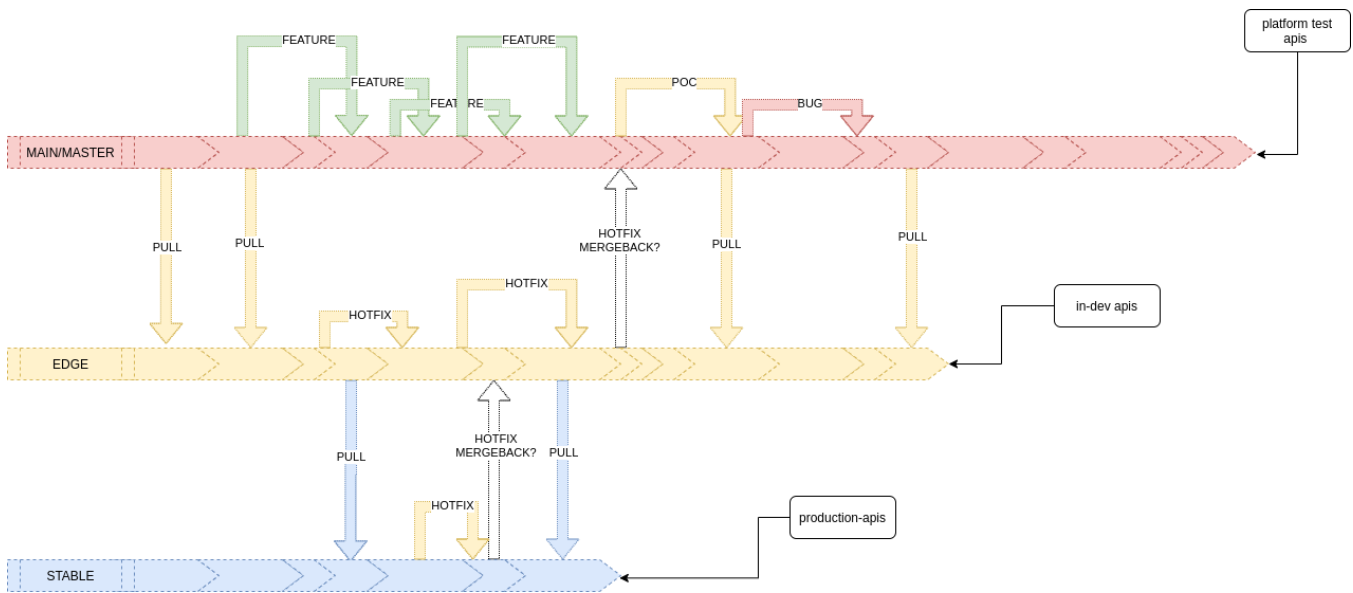 platform test
apis
FEATURE
FEATURE
FEATURE
FEATURE
POC
BUG
MAIN/MASTER
PULL
PULL
HOTFIX
MERGEBACK?
PULL
PULL
HOTFIX
HOTFIX
in-dev apis
EDGE
PULL
HOTFIX
MERGEBACK?
PULL
HOTFIX
production-apis
STABLE